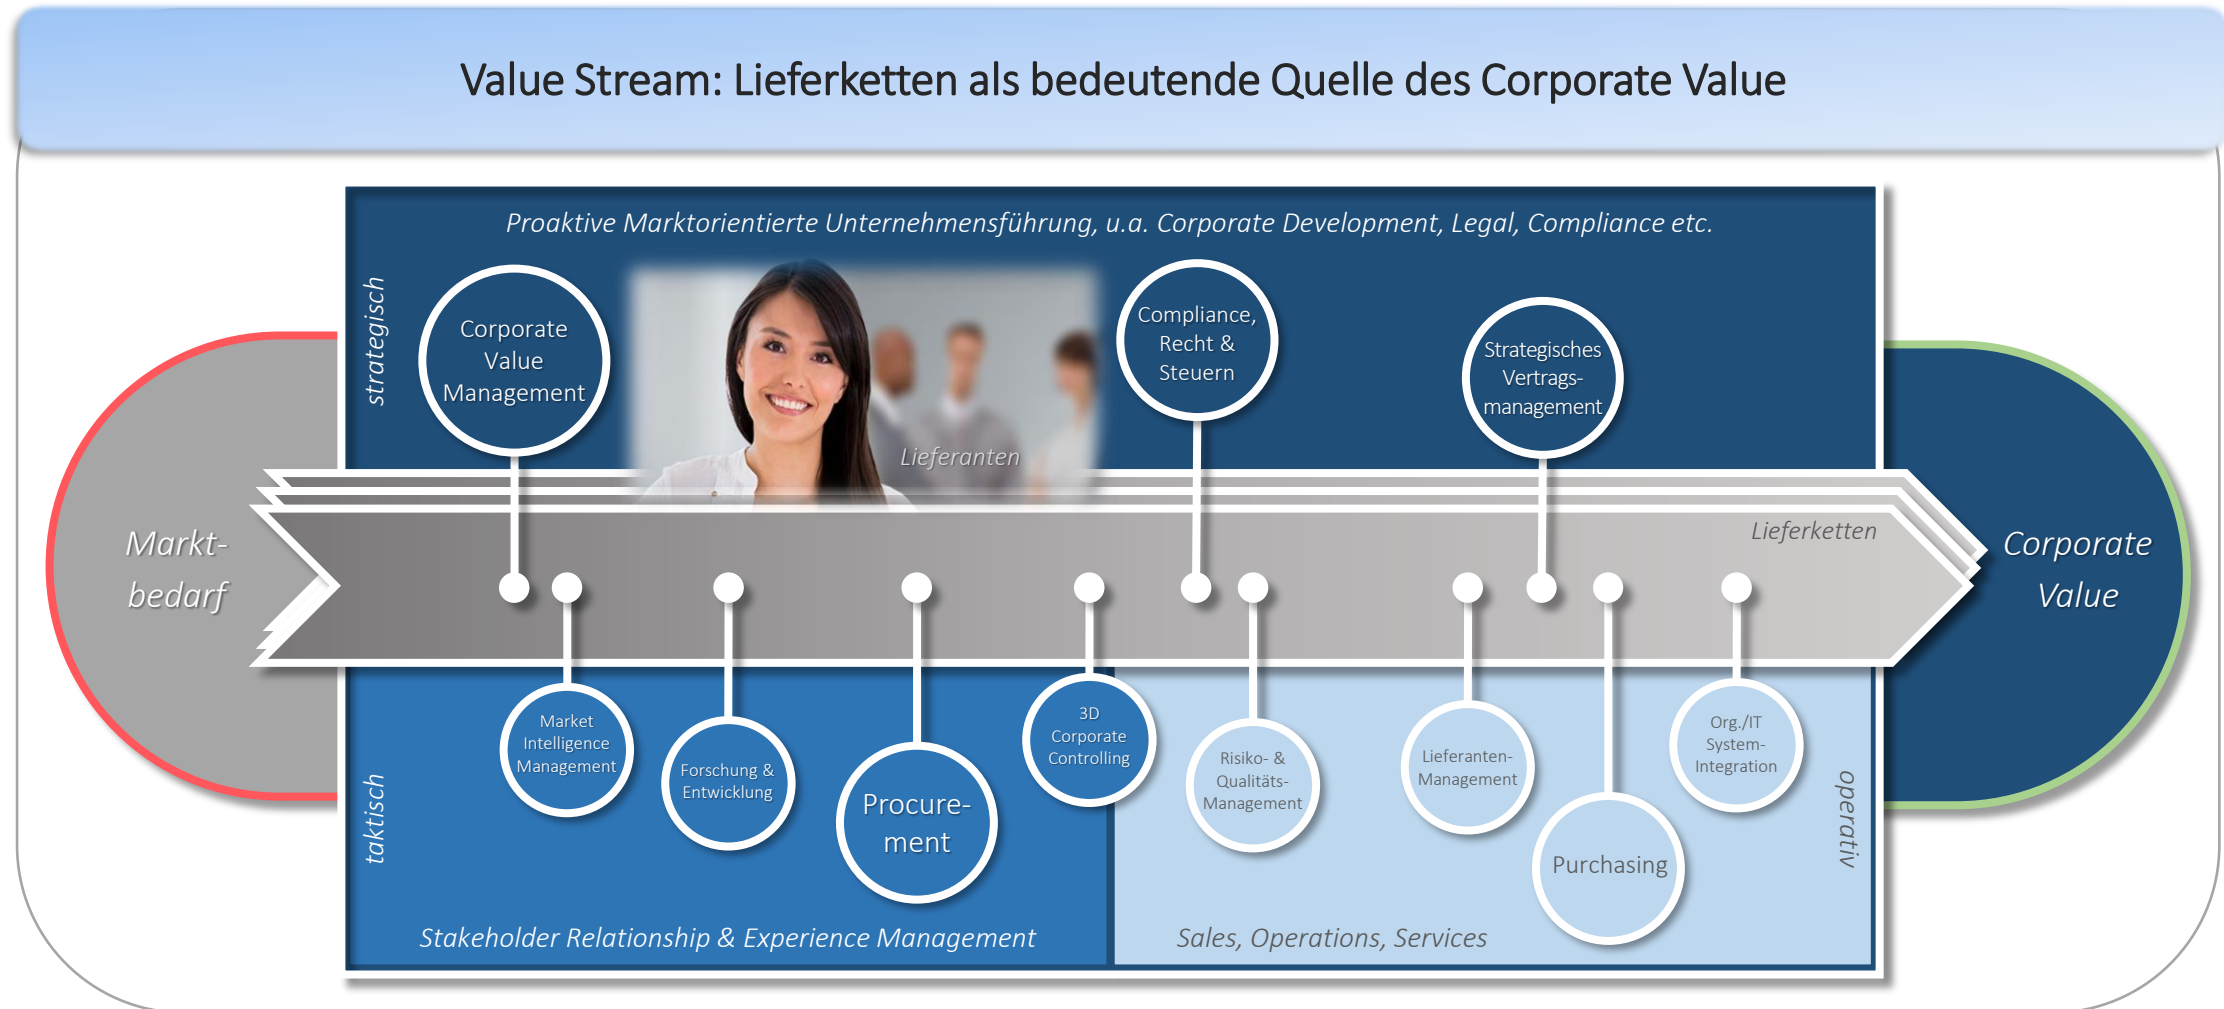 Value Stream: Lieferketten als bedeutende Quelle des Corporate Value
Proaktive Marktorientierte Unternehmensführung, u.a. Corporate Development, Legal, Compliance etc.
strategisch
Corporate
Value
Management
Lieferanten
Compliance,
Recht &
Steuern
Strategisches
Vertrags-
management
Markt-
bedarf
Lieferketten
Corporate
Value
taktisch
Market
Intelligence
Management
Forschung &
Entwicklung
Procure-
ment
3D
Corporate
Controlling
Risiko- &
Qualitäts-
Management
Lieferanten-
Management
Purchasing
Org./IT
System-
Integration
operativ
Stakeholder Relationship & Experience Management
Sales, Operations, Services